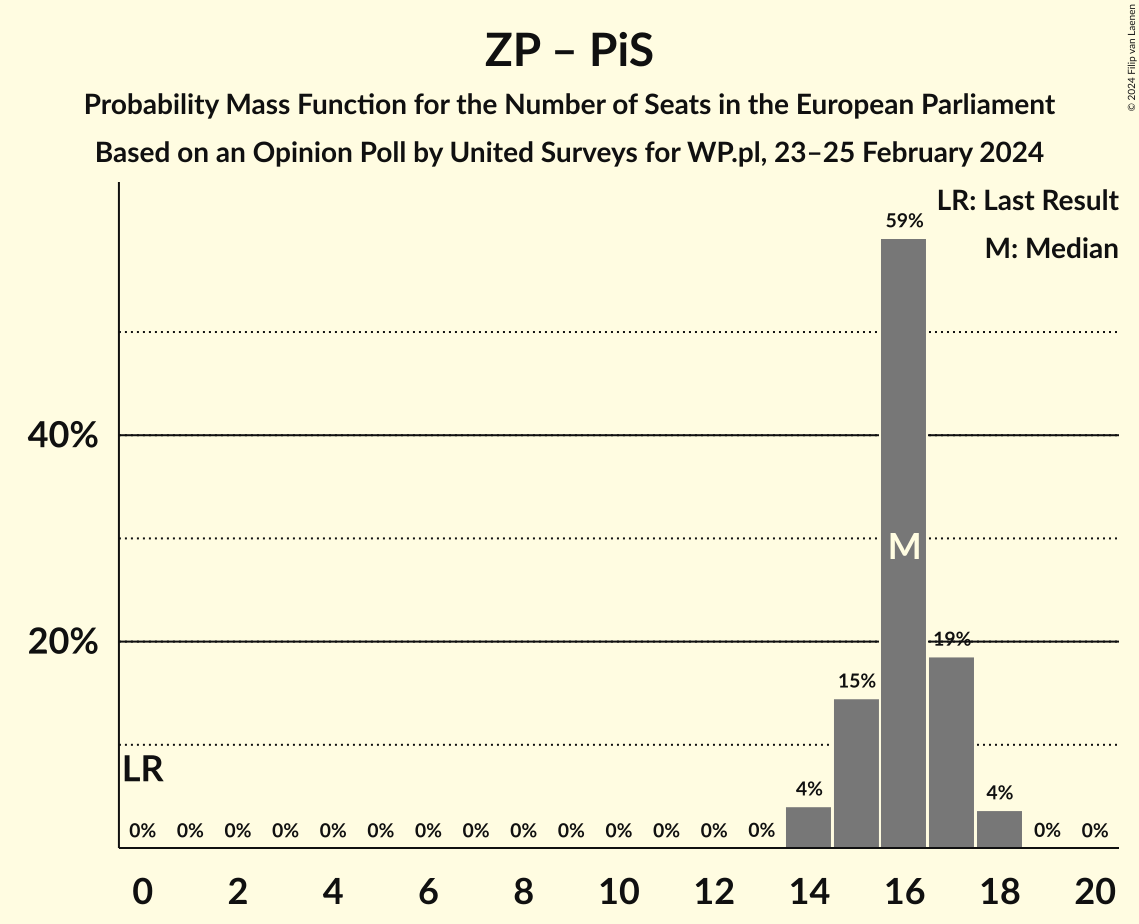 ZP – PiS
Probability Mass Function for the Number of Seats in the European Parliament
Based on an Opinion Poll by United Surveys for WP.pl, 23–25 February 2024
© 2024 Filip van Laenen
LR: Last Result
M: Median
59%
40%
M
20%
19%
15%
LR
4%
4%
0% 0% 0% 0% 0% 0% 0% 0% 0% 0% 0% 0% 0% 0% 0% 0%
0 2 4 6 8 10 12 14 16 18 20